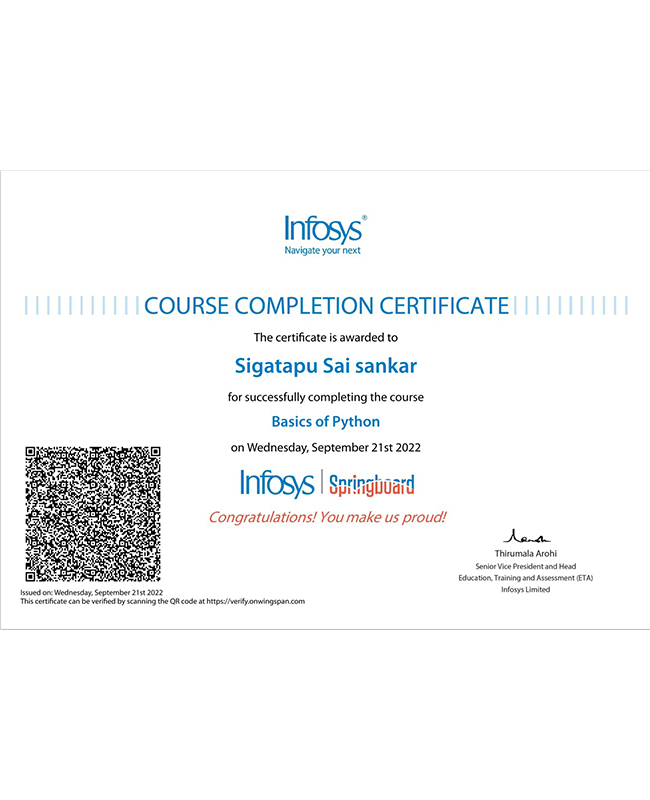 Infosys®
Navigate your next
COURSE COMPLETION CERTIFICATE
The certificate is awarded to
Sigatapu Sai sankar
for successfully completing the course
Basics of Python
on Wednesday, September 21st 2022
Infosys | Springboard
Congratulations! You make us proud!
Thirumala Arohi
Senior Vice President and Head
Education, Training and Assessment (ETA)
Infosys Limited
Issued on: Wednesday, September 21st 2022
This certificate can be verified by scanning the QR code at https://verify.onwingspan.com